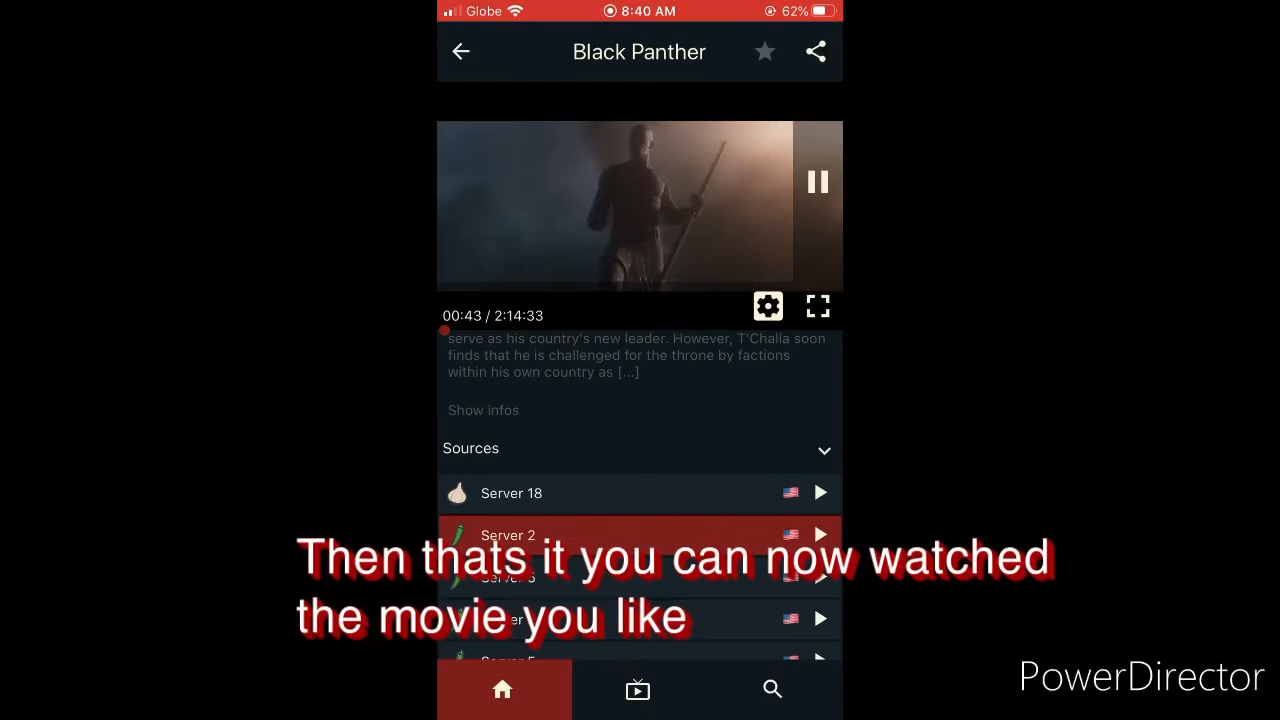 Globe 8:40 AM 62%
Black Panther
00:43 / 2:14:33
serve as his country's new leader. However, T'Challa soon
finds that he is challenged for the throne by factions
within his own country as [...]
Show infos
Sources
Server 18
Server 2
Then thats it you can now watched
the movie you like
PowerDirector